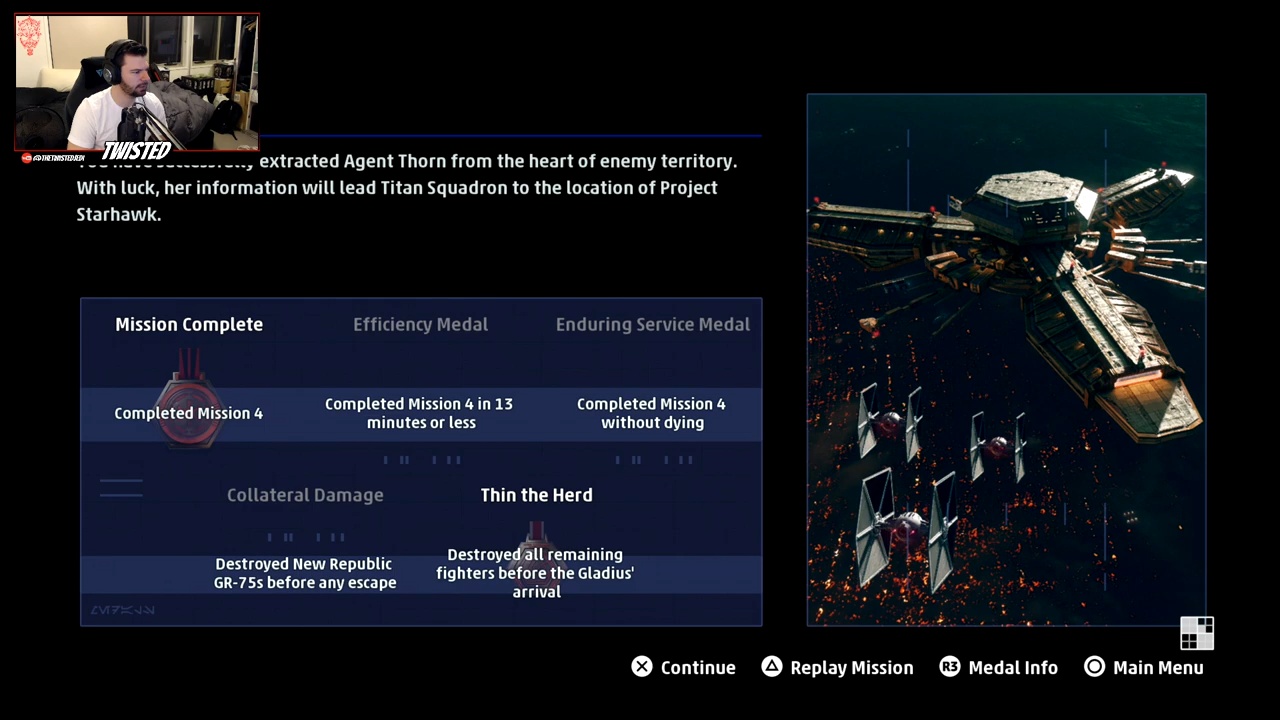 @THETWISTEDJEDI
TWISTED
You have successfully extracted Agent Thorn from the heart of enemy territory.
With luck, her information will lead Titan Squadron to the location of Project
Starhawk.
Mission Complete
Efficiency Medal
Enduring Service Medal
Completed Mission 4
Completed Mission 4 in 13
minutes or less
Completed Mission 4
without dying
Collateral Damage
Thin the Herd
Destroyed New Republic
GR-75s before any escape
Destroyed all remaining
fighters before the Gladius'
arrival
Continue
Replay Mission
R3 Medal Info
Main Menu